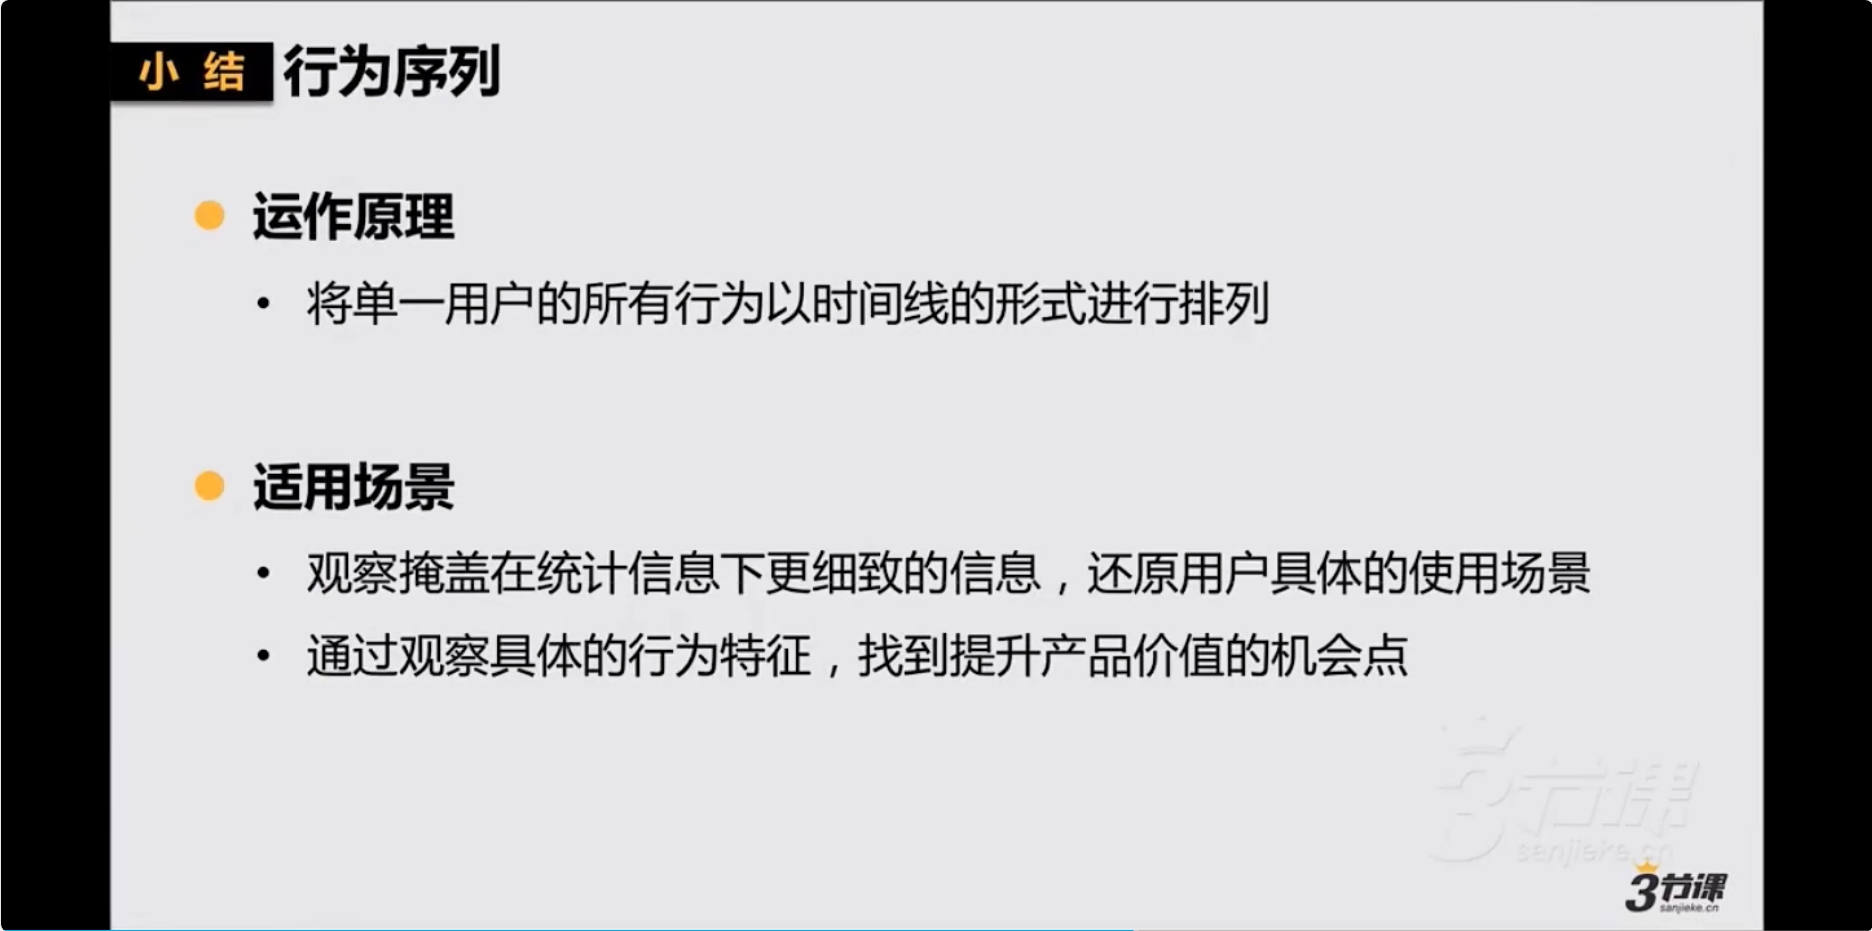 小 结 行为序列
运作原理
• 将单一用户的所有行为以时间线的形式进行排列
适用场景
• 观察掩盖在统计信息下更细致的信息，还原用户具体的使用场景
• 通过观察具体的行为特征，找到提升产品价值的机会点
3节课
sanjieke.cn
3节课
sanjieke.cn